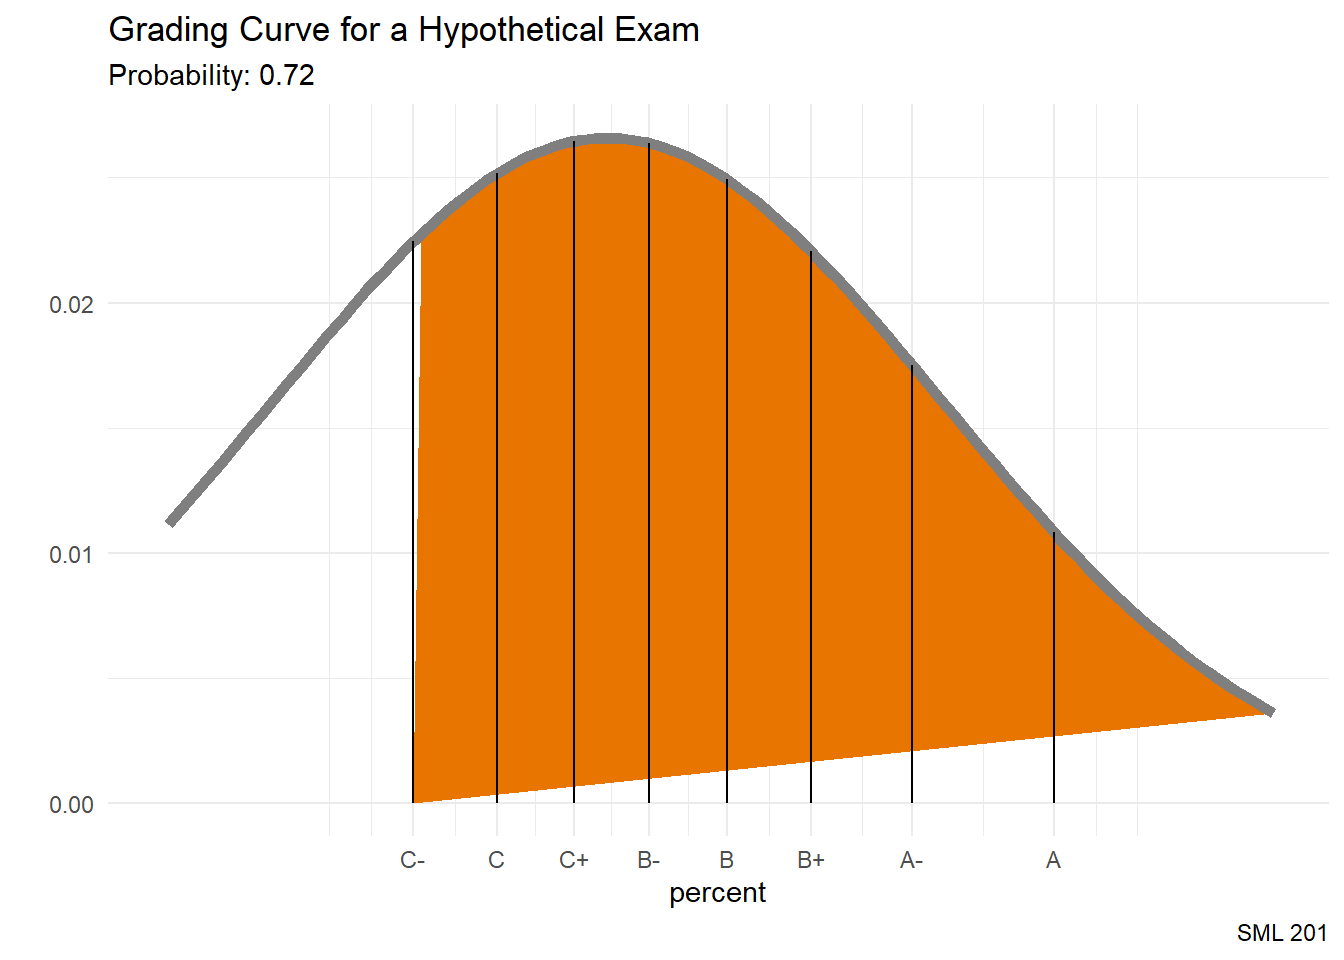 Grading Curve for a Hypothetical Exam
Probability: 0.72
0.02
0.01
0.00
C- C C+ B- B B+ A- A
percent
SML 201